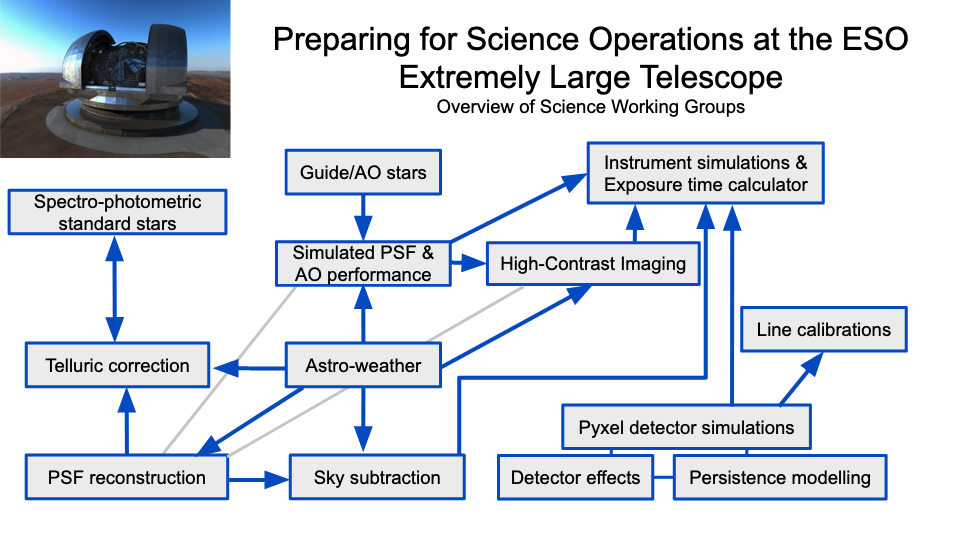 Preparing for Science Operations at the ESO
Extremely Large Telescope
Overview of Science Working Groups
Guide/AO stars
Instrument simulations &
Exposure time calculator
Spectro-photometric
standard stars
Simulated PSF &
AO performance
High-Contrast Imaging
Line calibrations
Telluric correction
Astro-weather
Pyxel detector simulations
PSF reconstruction
Sky subtraction
Detector effects
Persistence modelling